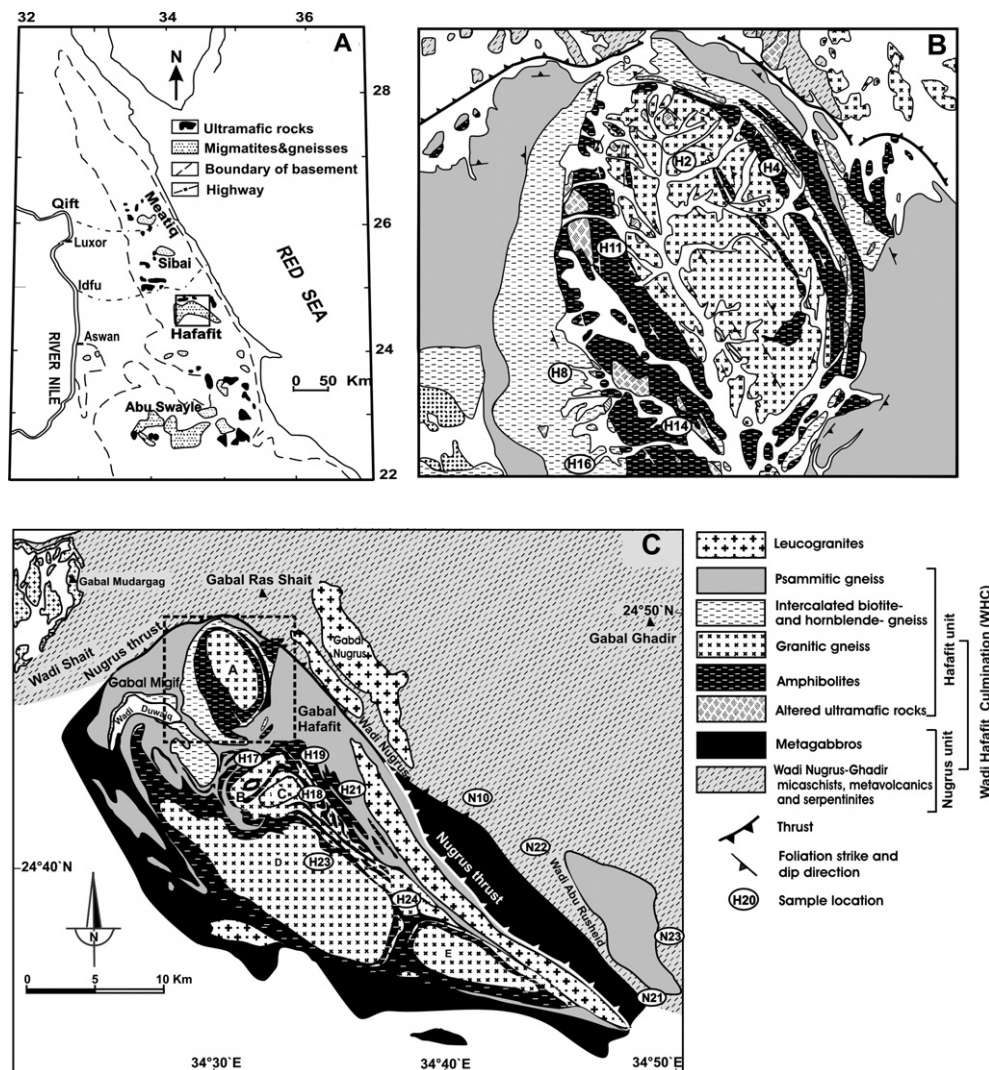 32
34
36
A
N
28
26
24
22
Ultramafic rocks
Migmatites&gneisses
Boundary of basement
Highway
Meatiq
Qift
Luxor
Sibai
Idfu
Hafafit
Aswan
RIVER NILE
RED SEA
0 50 Km
Abu Swayle
B
H2
H4
H11
H8
H14
H16
C
Gabal Mudargag
Gabal Ras Shait
24°50`N
Gabal Ghadir
Gabal
Nugrus
Wadi Shait
Nugrus thrust
A
Gabal Migif
Wadi Duwaiq
Gabal
Hafafit
Wadi Nugrus
H17
H19
B
C
H18
H21
N10
D
H23
N22
24°40`N
Nugrus thrust
Wadi Abu Rusheid
H24
N23
E
N21
N
0 5 10 Km
34°30`E
34°40`E
34°50`E
Leucogranites
Psammitic gneiss
Intercalated biotite-
and hornblende- gneiss
Granitic gneiss
Amphibolites
Altered ultramafic rocks
Metagabbros
Wadi Nugrus-Ghadir
micaschists, metavolcanics
and serpentinites
Hafafit unit
Nugrus unit
Wadi Hafafit Culmination (WHC)
Thrust
Foliation strike and
dip direction
H20
Sample location